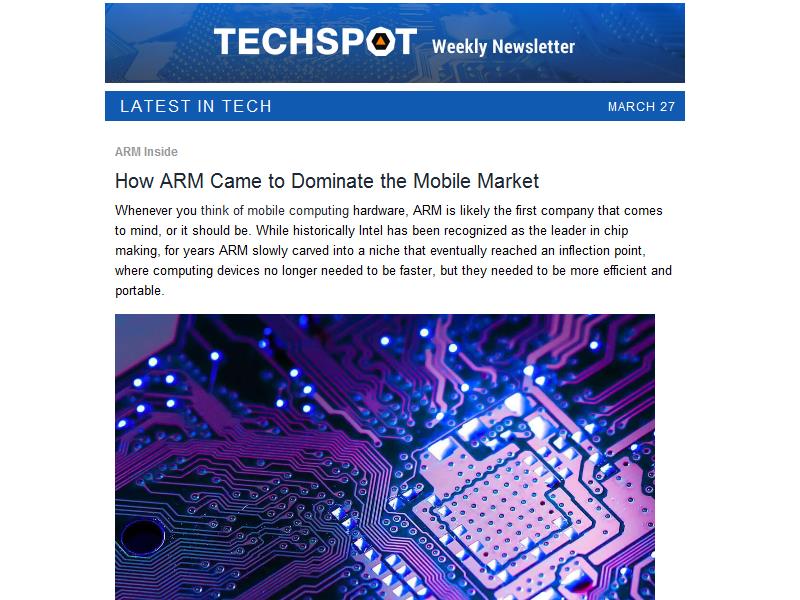 TECHSPOT Weekly Newsletter
LATEST IN TECH MARCH 27
ARM Inside
How ARM Came to Dominate the Mobile Market
Whenever you think of mobile computing hardware, ARM is likely the first company that comes
to mind, or it should be. While historically Intel has been recognized as the leader in chip
making, for years ARM slowly carved into a niche that eventually reached an inflection point,
where computing devices no longer needed to be faster, but they needed to be more efficient and
portable.